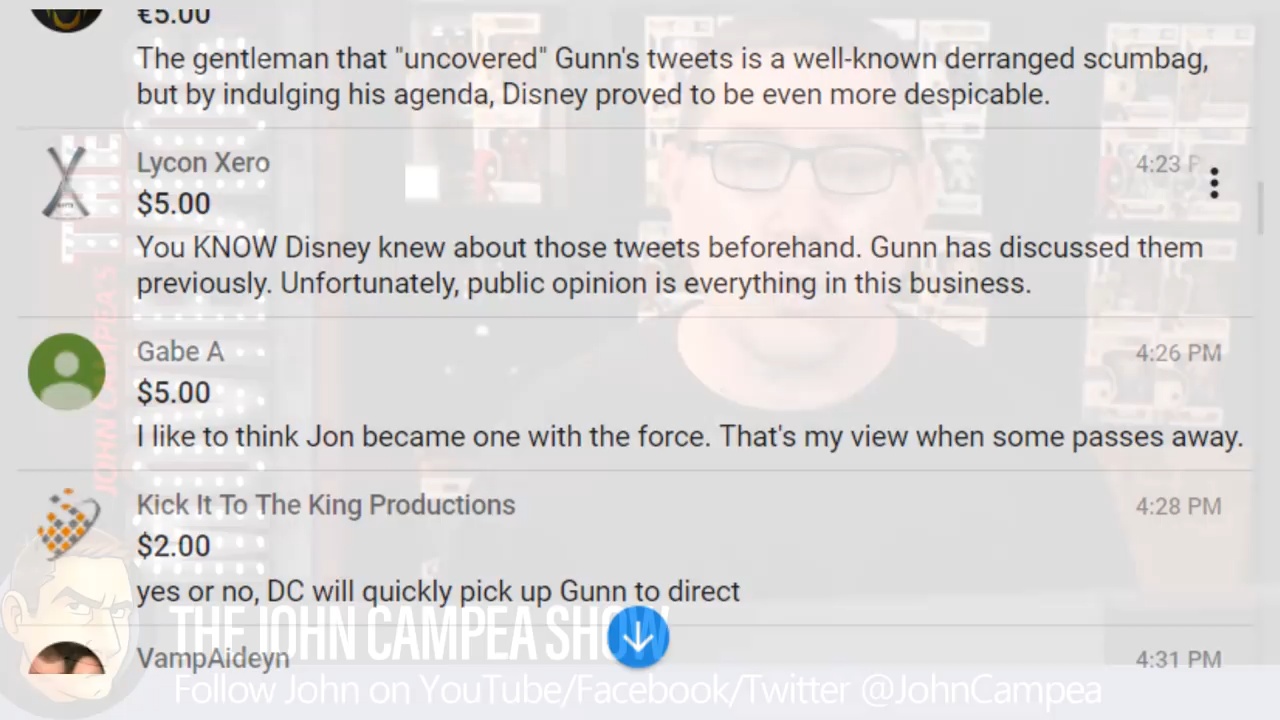 €5.00
The gentleman that "uncovered" Gunn's tweets is a well-known derranged scumbag,
but by indulging his agenda, Disney proved to be even more despicable.
Lycon Xero
4:23 P
$5.00
You KNOW Disney knew about those tweets beforehand. Gunn has discussed them
previously. Unfortunately, public opinion is everything in this business.
Gabe A
4:26 PM
$5.00
I like to think Jon became one with the force. That's my view when some passes away.
Kick It To The King Productions
4:28 PM
$2.00
yes or no, DC will quickly pick up Gunn to direct
VampAideyn
4:31 PM
THE JOHN CAMPEA SHOW
Follow John on YouTube/Facebook/Twitter @JohnCampea
THE
JOHN CAMPEA'S